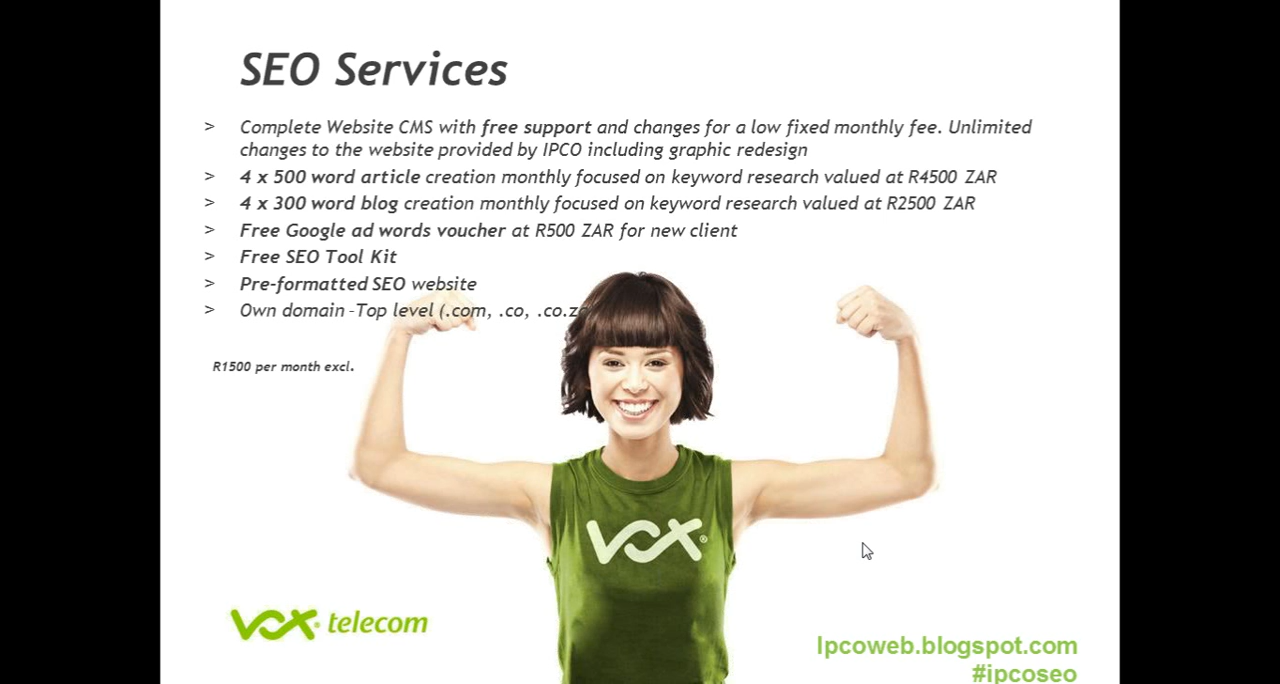 SEO Services
> Complete Website CMS with free support and changes for a low fixed monthly fee. Unlimited
changes to the website provided by IPCO including graphic redesign
> 4 x 500 word article creation monthly focused on keyword research valued at R4500 ZAR
> 4 x 300 word blog creation monthly focused on keyword research valued at R2500 ZAR
> Free Google ad words voucher at R500 ZAR for new client
> Free SEO Tool Kit
> Pre-formatted SEO website
> Own domain -Top level (.com, .co, .co.z
R1500 per month excl.
VOX®
VOX® telecom
Ipcoweb.blogspot.com
#ipcoseo